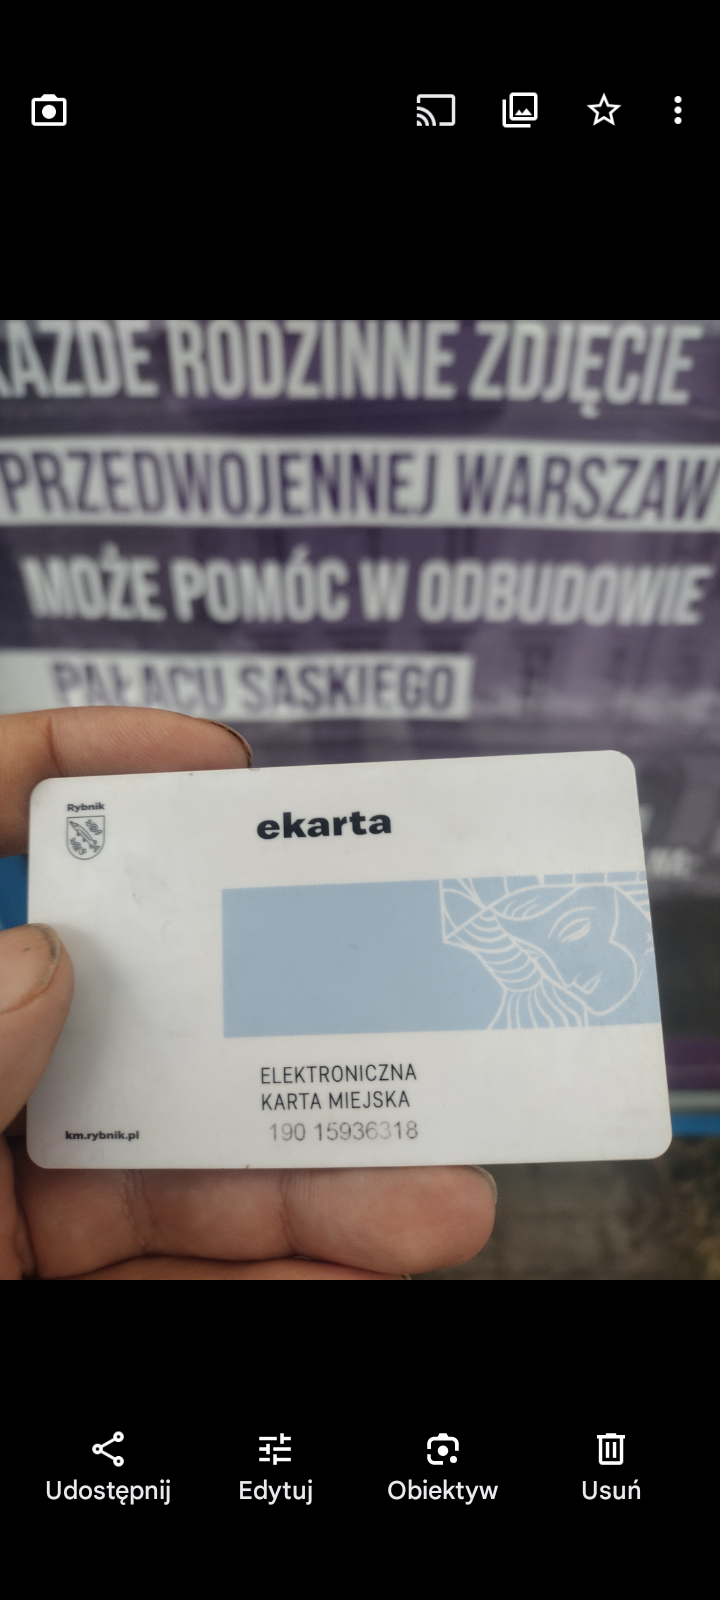 KAŻDE RODZINNE ZDJĘCIE
PRZEDWOJENNEJ WARSZAW
MOŻE POMÓC W ODBUDOWIE
PAŁACU SASKIEGO
Rybnik
ekarta
ELEKTRONICZNA
KARTA MIEJSKA
190 15936318
km.rybnik.pl
Udostępnij
Edytuj
Obiektyw
Usuń